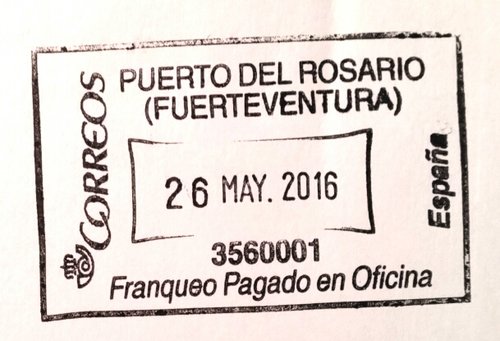 CORREOS
PUERTO DEL ROSARIO
(FUERTEVENTURA)
26 MAY. 2016
3560001
Franqueo Pagado en Oficina
España